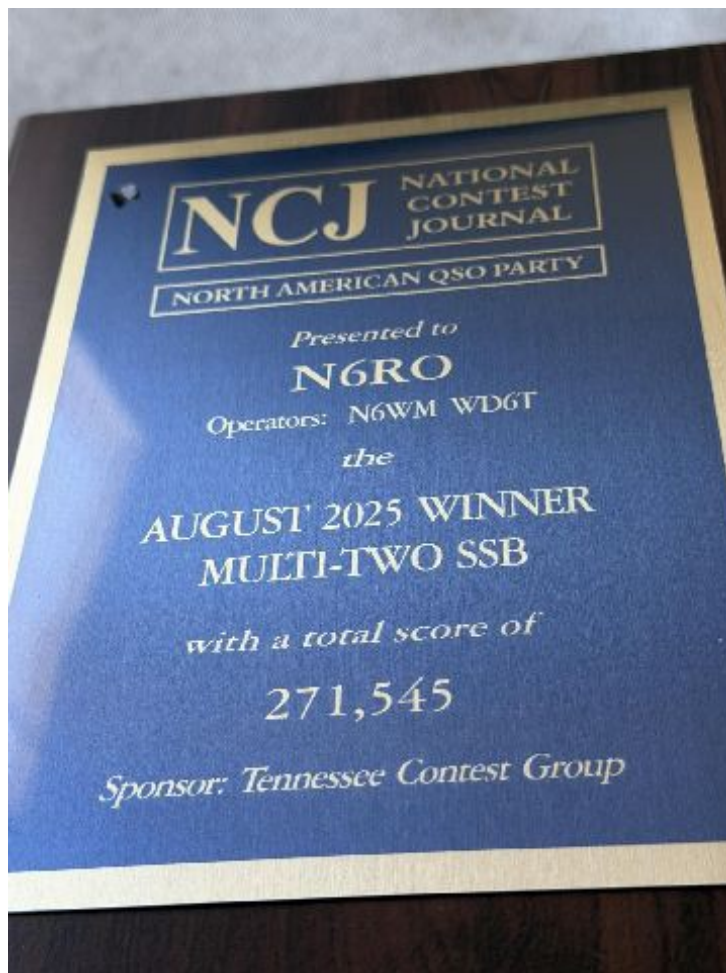 NCJ
NATIONAL
CONTEST
JOURNAL
NORTH AMERICAN QSO PARTY
Presented to
N6RO
Operators: N6WM WD6T
the
AUGUST 2025 WINNER
MULTI-TWO SSB
with a total score of
271,545
Sponsor: Tennessee Contest Group